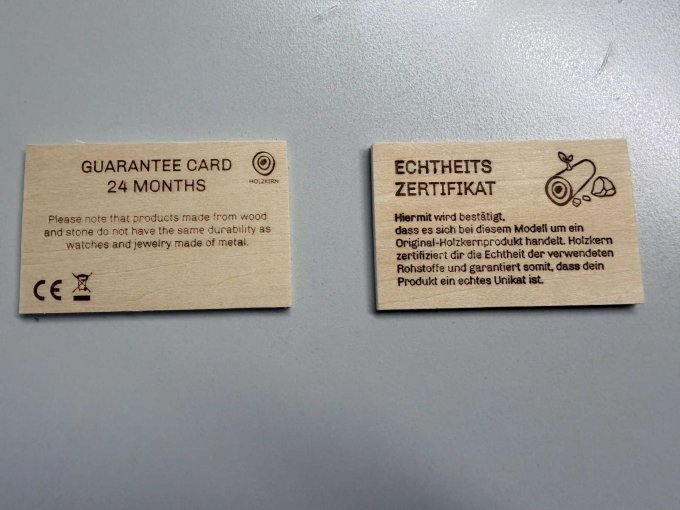 GUARANTEE CARD
24 MONTHS
HOLZKERN
Please note that products made from wood
and stone do not have the same durability as
watches and jewelry made of metal.
CE
ECHTHEITS
ZERTIFIKAT
Hiermit wird bestätigt,
dass es sich bei diesem Modell um ein
Original-Holzkernprodukt handelt. Holzkern
zertifiziert dir die Echtheit der verwendeten
Rohstoffe und garantiert somit, dass dein
Produkt ein echtes Unikat ist.